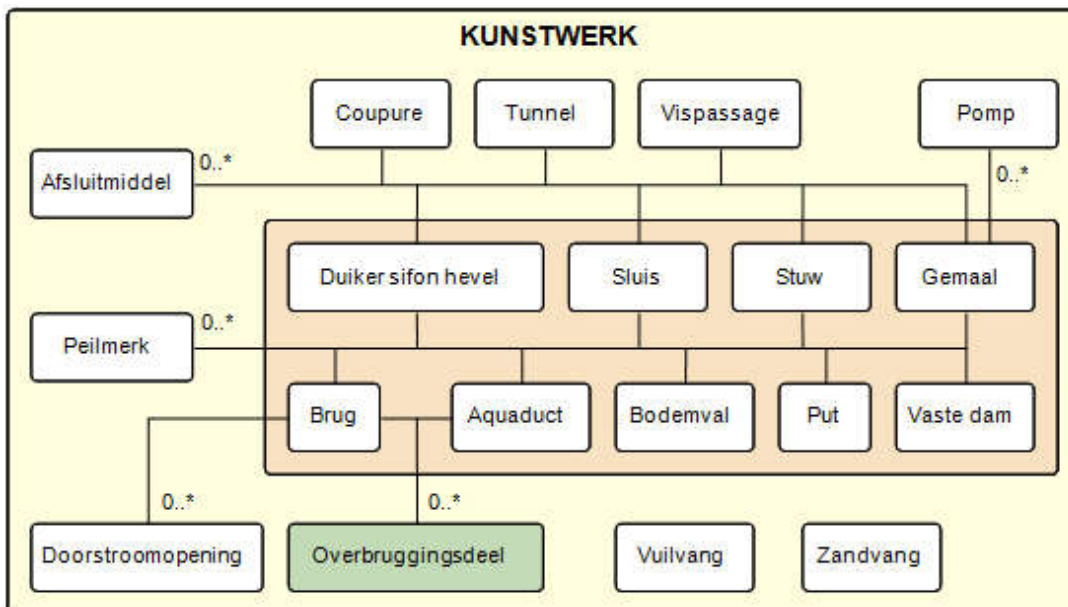 KUNSTWERK
Coupure
Tunnel
Vispassage
Pomp
0..*
Afsluitmiddel
0..*
Duiker sifon hevel
Sluis
Stuw
Gemaal
0..*
Peilmerk
Brug
Aquaduct
Bodemval
Put
Vaste dam
0..*
0..*
Doorstroomopening
Overbruggingsdeel
Vuilvang
Zandvang